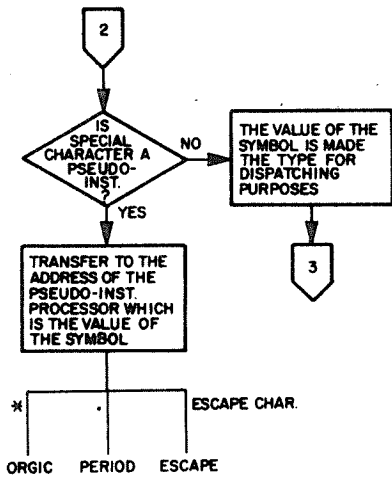 2
IS
SPECIAL
CHARACTER A
PSEUDO-
INST.
?
NO
YES
THE VALUE OF THE
SYMBOL IS MADE
THE TYPE FOR
DISPATCHING
PURPOSES
3
TRANSFER TO THE
ADDRESS OF THE
PSEUDO-INST.
PROCESSOR WHICH
IS THE VALUE OF
THE SYMBOL
* . ESCAPE CHAR.
ORGIC PERIOD ESCAPE